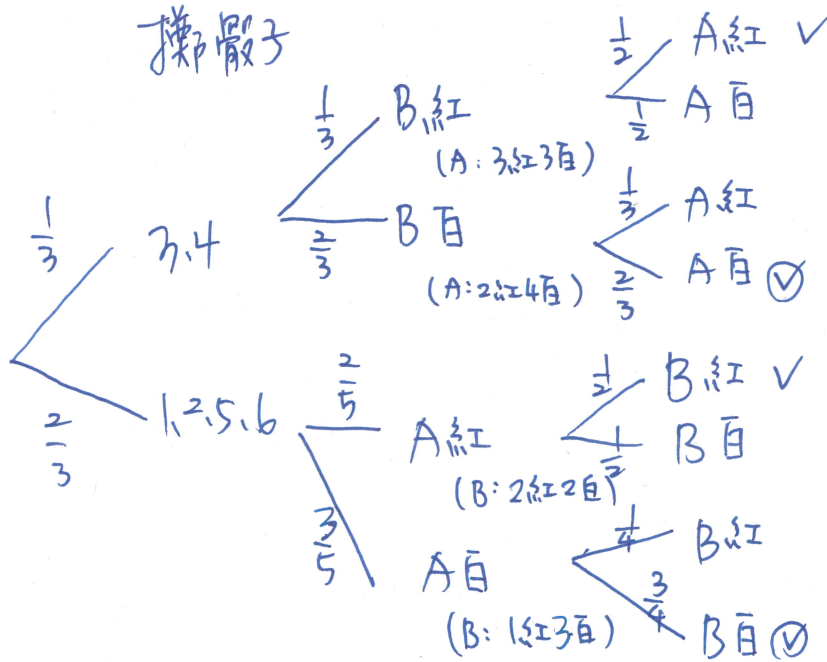 擲骰子
1/3
3、4
1/3
B紅
(A:3紅3白)
1/2
A紅 ✓
1/2
A白
2/3
B白
(A:2紅4白)
1/3
A紅
2/3
A白 ✓
2/3
1、2、5、6
2/5
A紅
(B:2紅2白)
1/2
B紅 ✓
1/2
B白
3/5
A白
(B:1紅3白)
1/4
B紅
3/4
B白 ✓